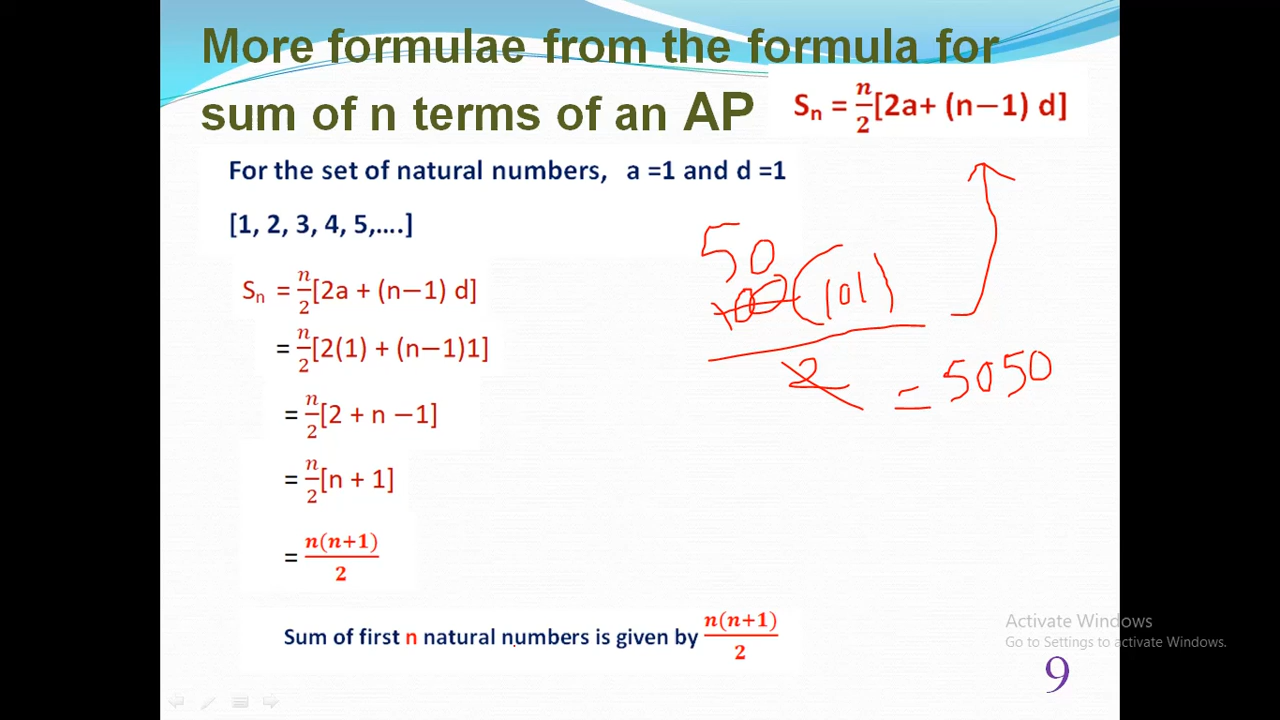 More formulae from the formula for
sum of n terms of an AP
Sₙ = n/2[2a+ (n−1) d]
For the set of natural numbers, a =1 and d =1
[1, 2, 3, 4, 5,….]
Sₙ = n/2[2a + (n−1) d]
= n/2[2(1) + (n−1)1]
= n/2[2 + n −1]
= n/2[n + 1]
= n(n+1)/2
50
100 (101)
2
= 5050
Sum of first n natural numbers is given by n(n+1)/2
Activate Windows
Go to Settings to activate Windows.
9